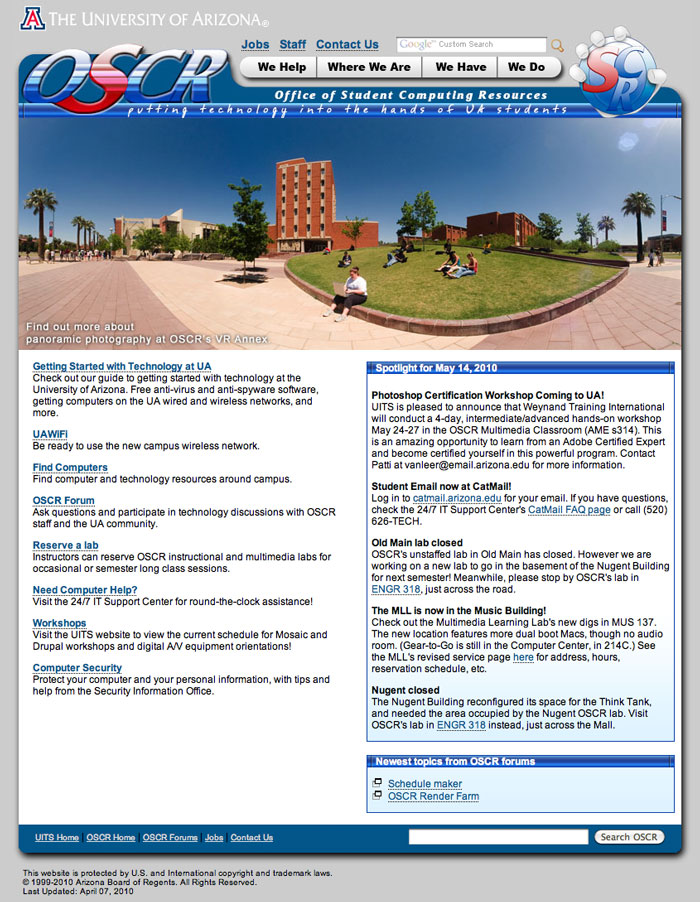 THE UNIVERSITY OF ARIZONA®
Jobs Staff Contact Us
Google™ Custom Search
OSCR
We Help Where We Are We Have We Do
SCR
Office of Student Computing Resources
putting technology into the hands of UA students
Find out more about
panoramic photography at OSCR's VR Annex
Getting Started with Technology at UA
Check out our guide to getting started with technology at the
University of Arizona. Free anti-virus and anti-spyware software,
getting computers on the UA wired and wireless networks, and
more.
UAWiFi
Be ready to use the new campus wireless network.
Find Computers
Find computer and technology resources around campus.
OSCR Forum
Ask questions and participate in technology discussions with OSCR
staff and the UA community.
Reserve a lab
Instructors can reserve OSCR instructional and multimedia labs for
occasional or semester long class sessions.
Need Computer Help?
Visit the 24/7 IT Support Center for round-the-clock assistance!
Workshops
Visit the UITS website to view the current schedule for Mosaic and
Drupal workshops and digital A/V equipment orientations!
Computer Security
Protect your computer and your personal information, with tips and
help from the Security Information Office.
Spotlight for May 14, 2010
Photoshop Certification Workshop Coming to UA!
UITS is pleased to announce that Weynand Training International
will conduct a 4-day, intermediate/advanced hands-on workshop
May 24-27 in the OSCR Multimedia Classroom (AME s314). This
is an amazing opportunity to learn from an Adobe Certified Expert
and become certified yourself in this powerful program. Contact
Patti at vanleer@email.arizona.edu for more information.
Student Email now at CatMail!
Log in to catmail.arizona.edu for your email. If you have questions,
check the 24/7 IT Support Center's CatMail FAQ page or call (520)
626-TECH.
Old Main lab closed
OSCR's unstaffed lab in Old Main has closed. However we are
working on a new lab to go in the basement of the Nugent Building
for next semester! Meanwhile, please stop by OSCR's lab in
ENGR 318, just across the road.
The MLL is now in the Music Building!
Check out the Multimedia Learning Lab's new digs in MUS 137.
The new location features more dual boot Macs, though no audio
room. (Gear-to-Go is still in the Computer Center, in 214C.) See
the MLL's revised service page here for address, hours,
reservation schedule, etc.
Nugent closed
The Nugent Building reconfigured its space for the Think Tank,
and needed the area occupied by the Nugent OSCR lab. Visit
OSCR's lab in ENGR 318 instead, just across the Mall.
Newest topics from OSCR forums
Schedule maker
OSCR Render Farm
UITS Home | OSCR Home | OSCR Forums | Jobs | Contact Us
Search OSCR
This website is protected by U.S. and International copyright and trademark laws.
© 1999-2010 Arizona Board of Regents. All Rights Reserved.
Last Updated: April 07, 2010